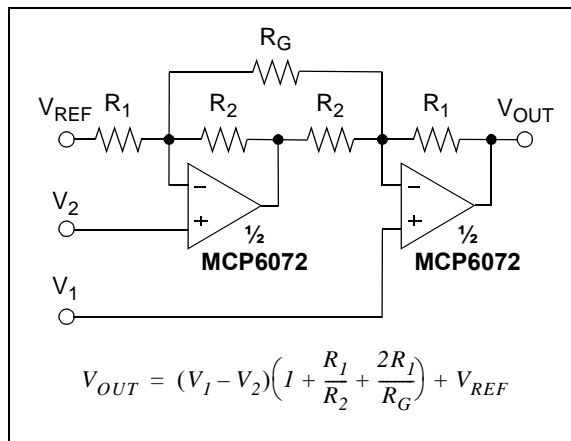 R_G
V_REF R_1 R_2 R_2 R_1 V_OUT
− −
V_2 + +
½ ½
MCP6072 MCP6072
V_1
V_OUT = (V_1 − V_2)(1 + R_1/R_2 + 2R_1/R_G) + V_REF